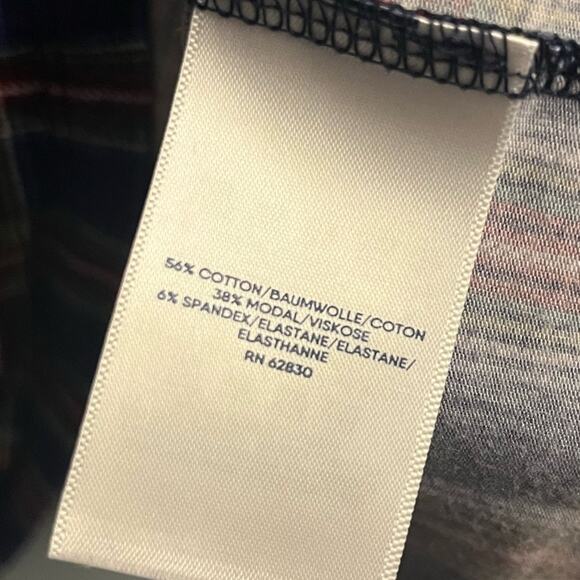 56% COTTON/BAUMWOLLE/COTON
38% MODAL/VISKOSE
6% SPANDEX/ELASTANE/ELASTANE/
ELASTHANNE
RN 62830